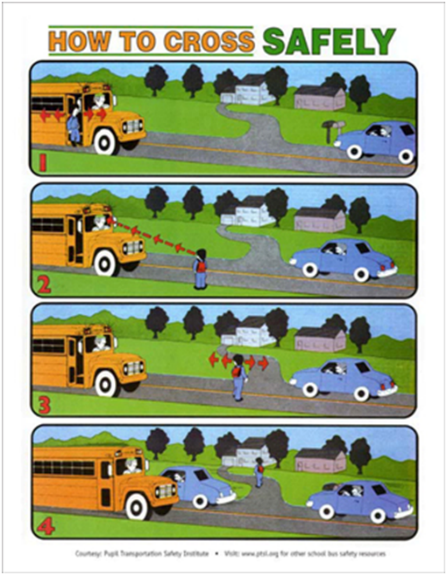 HOW TO CROSS SAFELY
1
2
3
4
Courtesy: Pupil Transportation Safety Institute • Visit: www.ptsi.org for other school bus safety resources